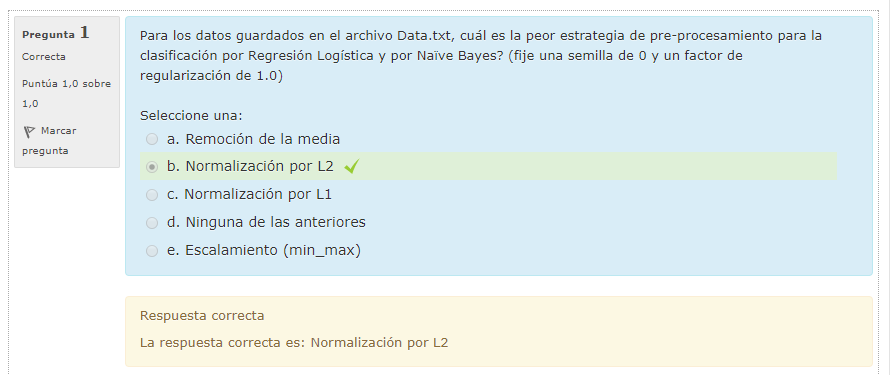 Pregunta 1
Correcta
Puntúa 1,0 sobre
1,0
Marcar
pregunta
Para los datos guardados en el archivo Data.txt, cuál es la peor estrategia de pre-procesamiento para la
clasificación por Regresión Logística y por Naïve Bayes? (fije una semilla de 0 y un factor de
regularización de 1.0)
Seleccione una:
a. Remoción de la media
b. Normalización por L2
c. Normalización por L1
d. Ninguna de las anteriores
e. Escalamiento (min_max)
Respuesta correcta
La respuesta correcta es: Normalización por L2